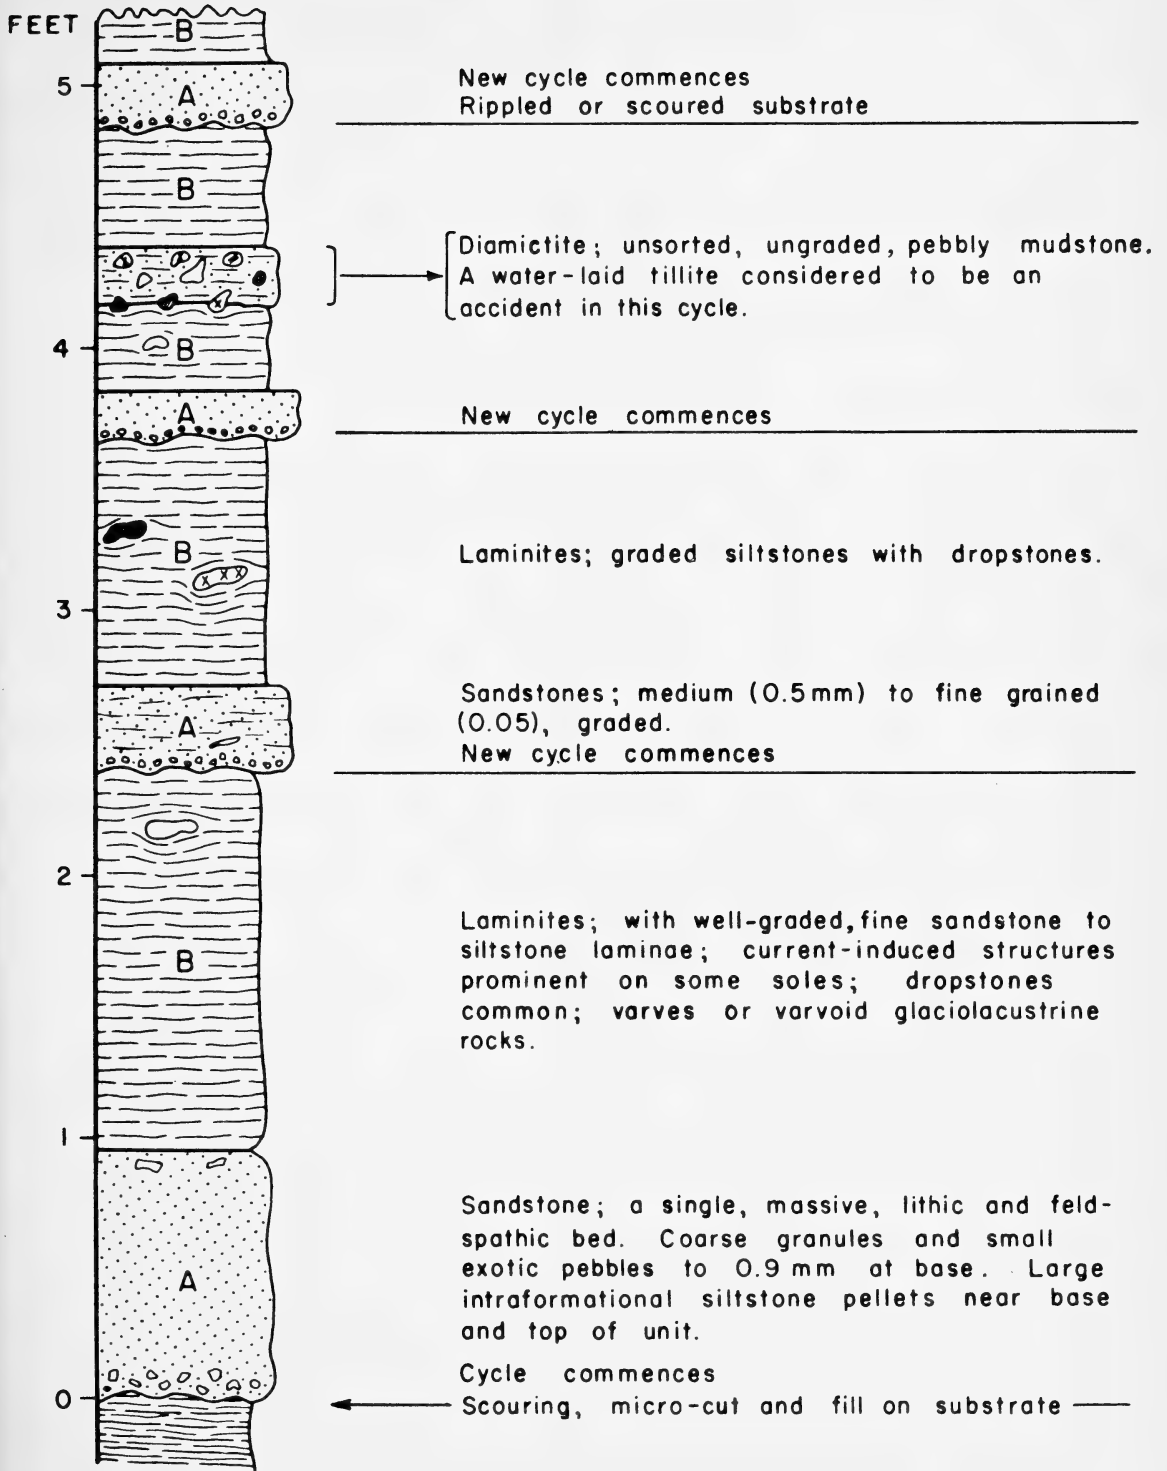 FEET
B
5
A
New cycle commences
Rippled or scoured substrate
B
Diamictite; unsorted, ungraded, pebbly mudstone.
A water-laid tillite considered to be an
accident in this cycle.
4
B
A
New cycle commences
B
Laminites; graded siltstones with dropstones.
3
Sandstones; medium (0.5mm) to fine grained
(0.05), graded.
A
New cycle commences
2
Laminites; with well-graded, fine sandstone to
siltstone laminae; current-induced structures
B
prominent on some soles; dropstones
common; varves or varvoid glaciolacustrine
rocks.
1
Sandstone; a single, massive, lithic and feld-
spathic bed. Coarse granules and small
exotic pebbles to 0.9 mm at base. Large
A
intraformational siltstone pellets near base
and top of unit.
Cycle commences
0
Scouring, micro-cut and fill on substrate